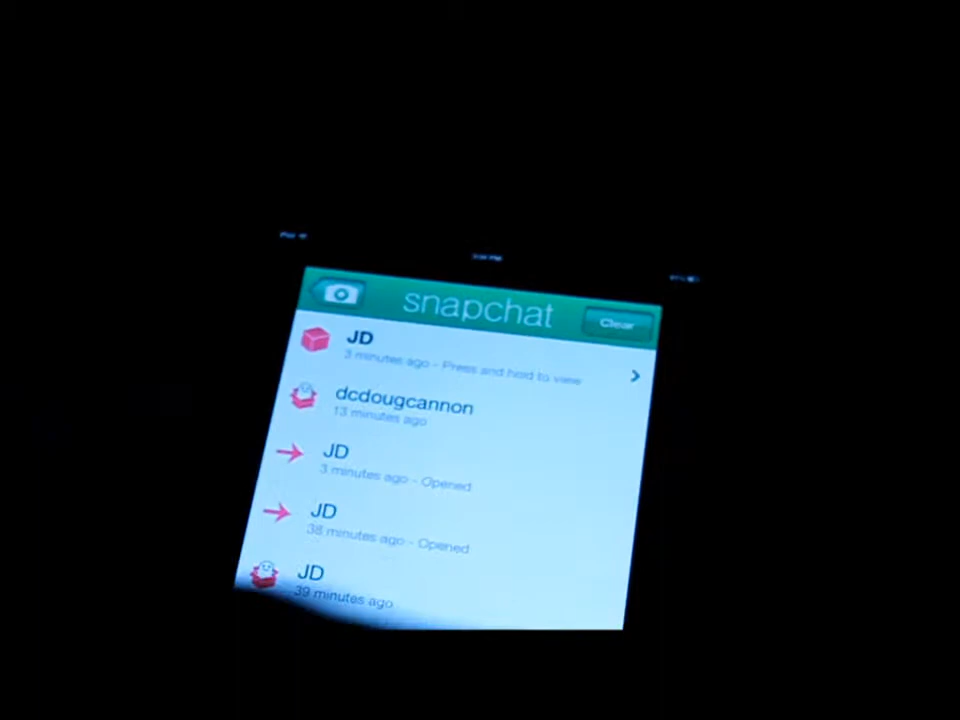 snapchat
Clear
JD
3 minutes ago - Press and hold to view
dcdougcannon
13 minutes ago
JD
3 minutes ago - Opened
JD
38 minutes ago - Opened
JD
39 minutes ago